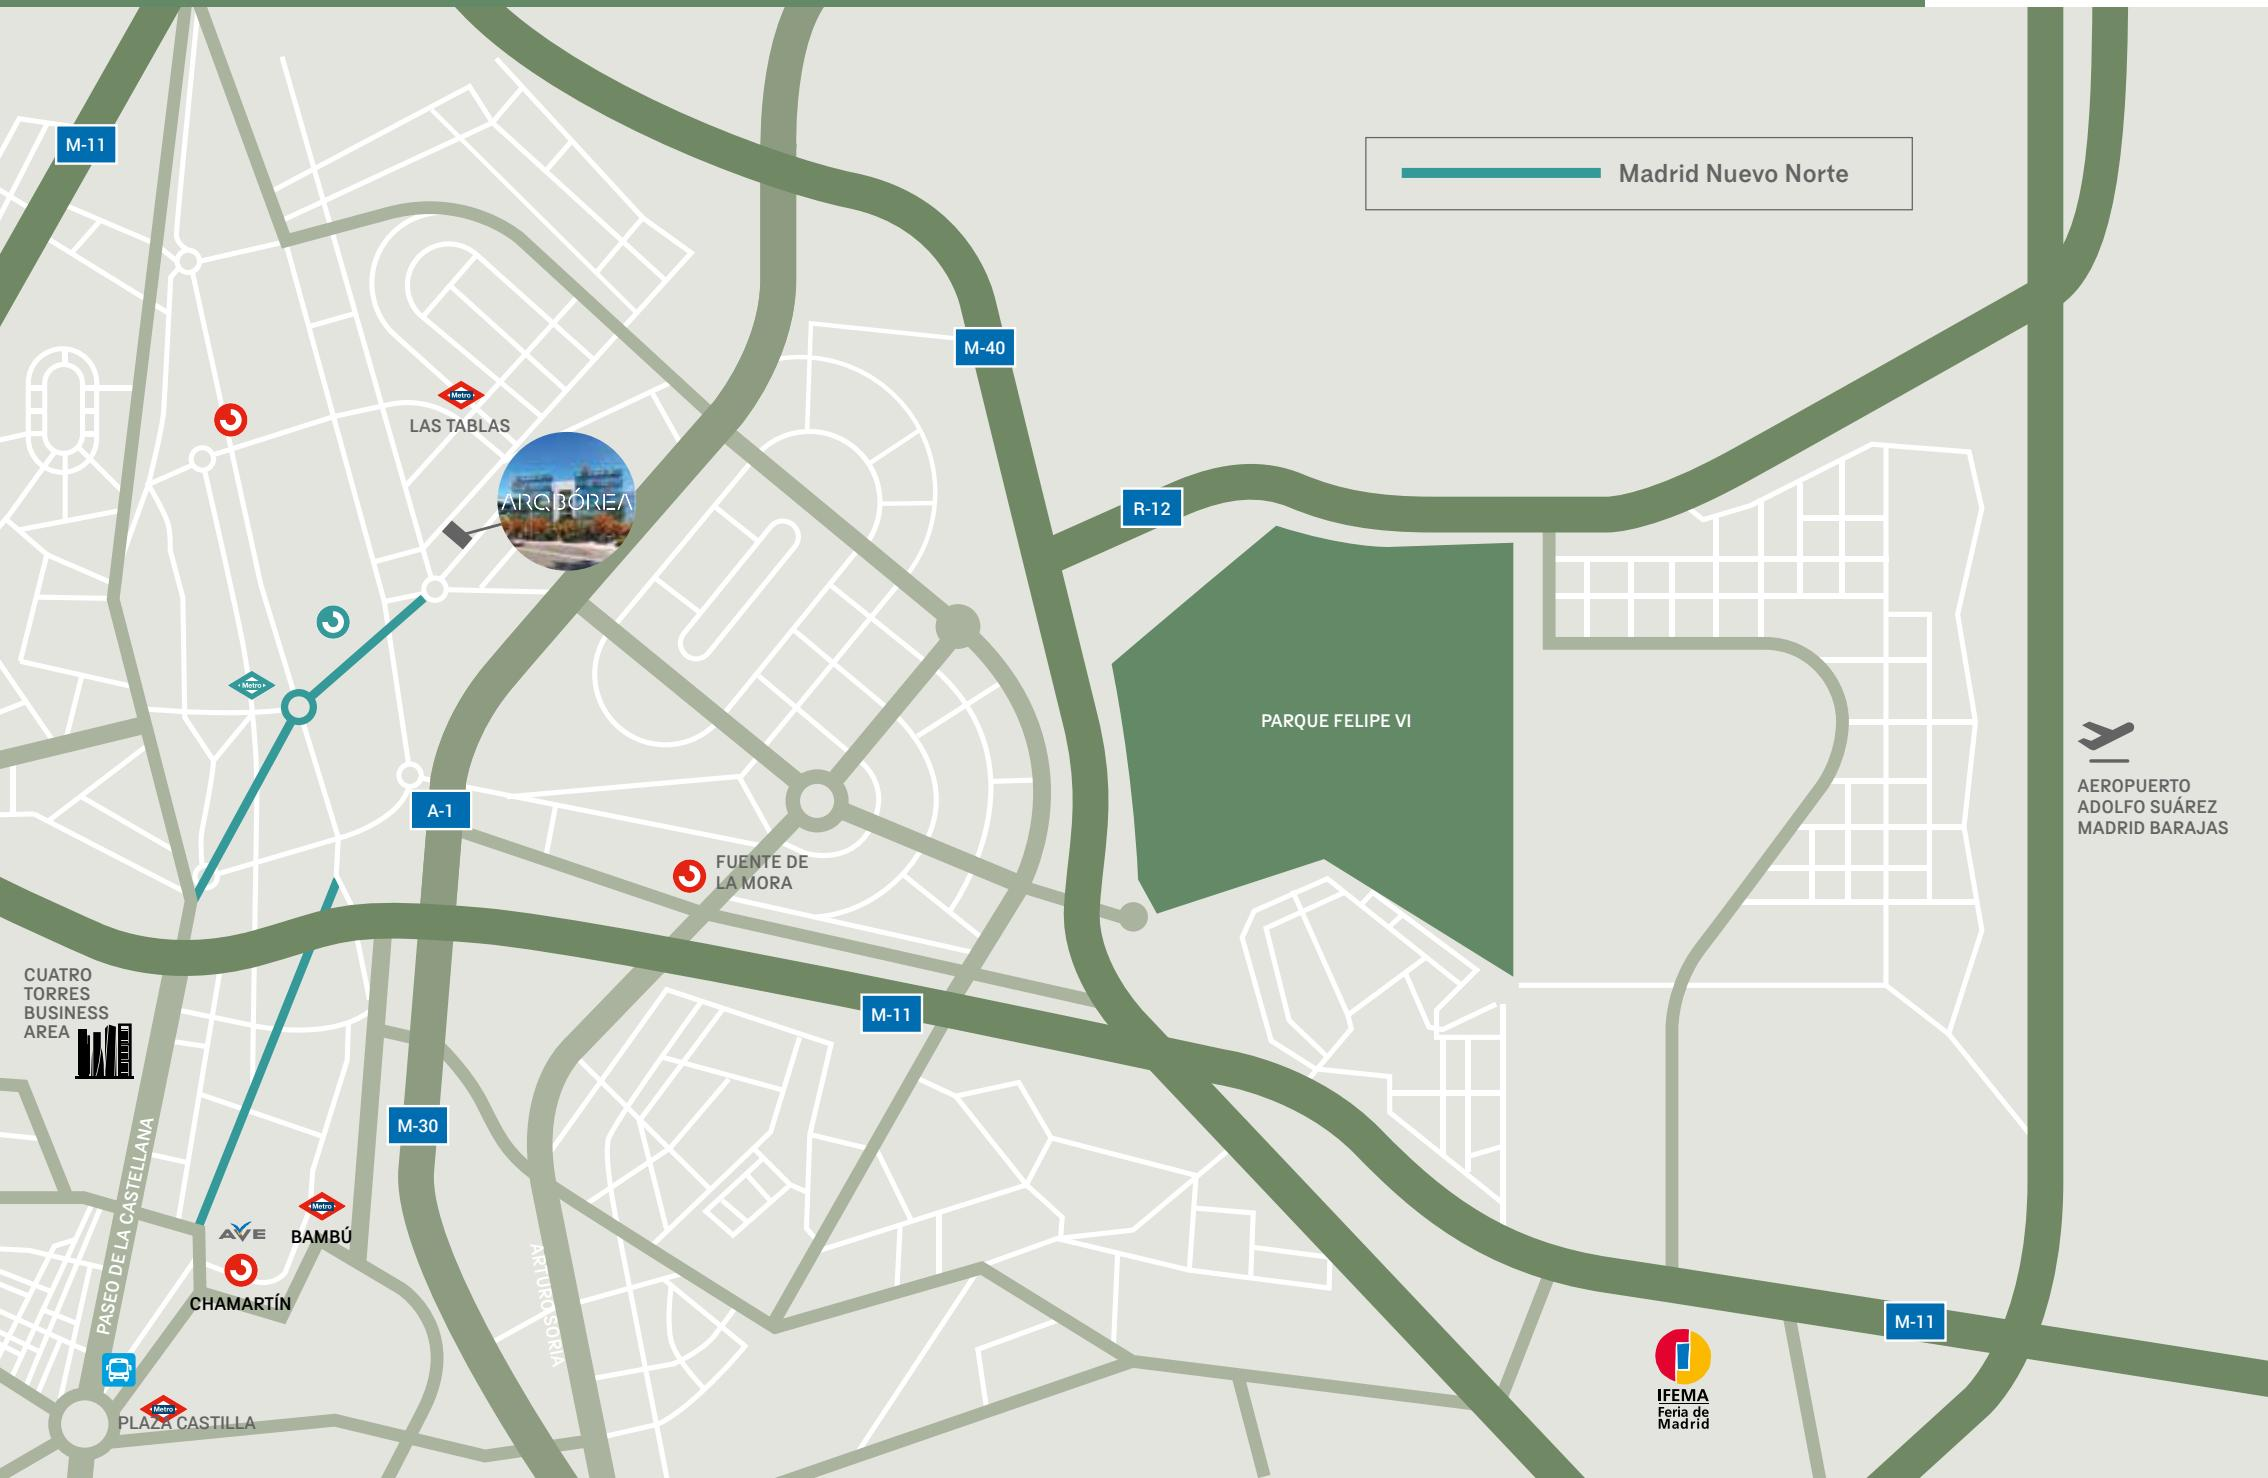 M-11
Madrid Nuevo Norte
M-40
Metro
LAS TABLAS
ARQBÓREA
R-12
Metro
PARQUE FELIPE VI
A-1
AEROPUERTO
ADOLFO SUÁREZ
MADRID BARAJAS
FUENTE DE
LA MORA
CUATRO
TORRES
BUSINESS
AREA
M-11
M-30
PASEO DE LA CASTELLANA
Metro
AVE
BAMBÚ
ARTURO SORIA
CHAMARTÍN
M-11
IFEMA
Feria de
Madrid
Metro
PLAZA CASTILLA